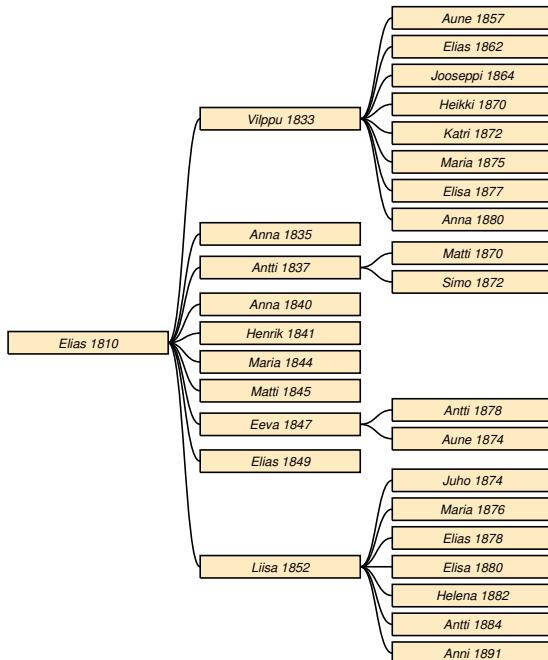 Elias 1810
Vilppu 1833
Anna 1835
Antti 1837
Anna 1840
Henrik 1841
Maria 1844
Matti 1845
Eeva 1847
Elias 1849
Liisa 1852
Aune 1857
Elias 1862
Jooseppi 1864
Heikki 1870
Katri 1872
Maria 1875
Elisa 1877
Anna 1880
Matti 1870
Simo 1872
Antti 1878
Aune 1874
Juho 1874
Maria 1876
Elias 1878
Elisa 1880
Helena 1882
Antti 1884
Anni 1891